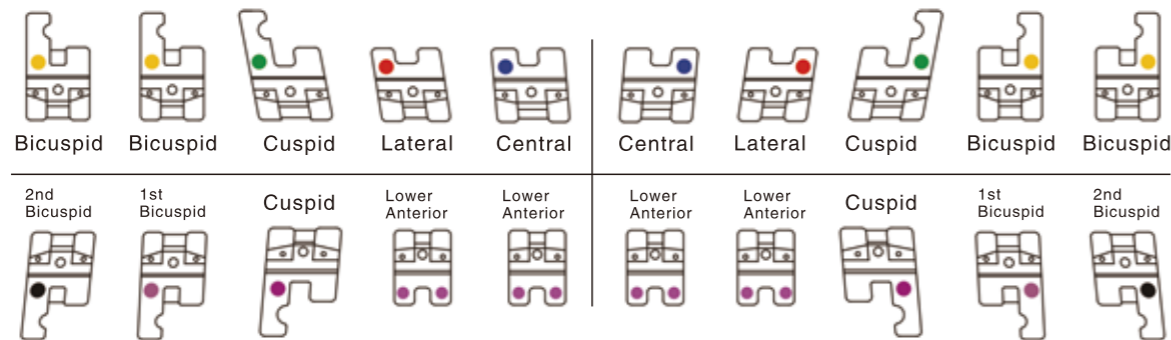 Bicuspid Bicuspid Cuspid Lateral Central Central Lateral Cuspid Bicuspid Bicuspid
2nd Bicuspid
1st Bicuspid
Cuspid
Lower Anterior
Lower Anterior
Lower Anterior
Lower Anterior
Cuspid
1st Bicuspid
2nd Bicuspid